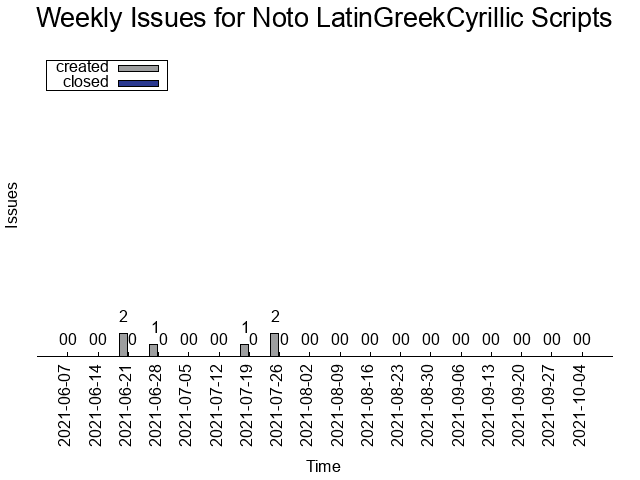 Weekly Issues for Noto LatinGreekCyrillic Scripts
created
closed
Issues
2 1 1 2
00 00 0 0 00 00 0 0 00 00 00 00 00 00 00 00 00 00
2021-06-07
2021-06-14
2021-06-21
2021-06-28
2021-07-05
2021-07-12
2021-07-19
2021-07-26
2021-08-02
2021-08-09
2021-08-16
2021-08-23
2021-08-30
2021-09-06
2021-09-13
2021-09-20
2021-09-27
2021-10-04
Time